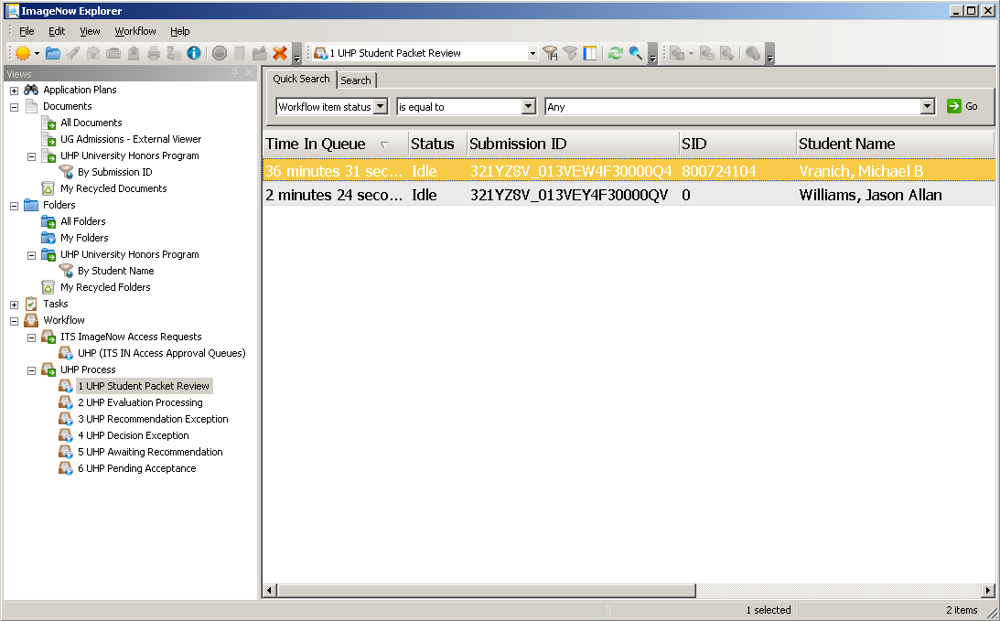 ImageNow Explorer
File Edit View Workflow Help
1 UHP Student Packet Review
Views
Application Plans
Documents
All Documents
UG Admissions - External Viewer
UHP University Honors Program
By Submission ID
My Recycled Documents
Folders
All Folders
My Folders
UHP University Honors Program
By Student Name
My Recycled Folders
Tasks
Workflow
ITS ImageNow Access Requests
UHP (ITS IN Access Approval Queues)
UHP Process
1 UHP Student Packet Review
2 UHP Evaluation Processing
3 UHP Recommendation Exception
4 UHP Decision Exception
5 UHP Awaiting Recommendation
6 UHP Pending Acceptance
Quick Search Search
Workflow item status is equal to Any Go
Time In Queue Status Submission ID SID Student Name
36 minutes 31 sec... Idle 321YZ8V_013VEW4F30000Q4 800724104 Vranich, Michael B
2 minutes 24 seco... Idle 321YZ8V_013VEY4F30000QV 0 Williams, Jason Allan
1 selected 2 items